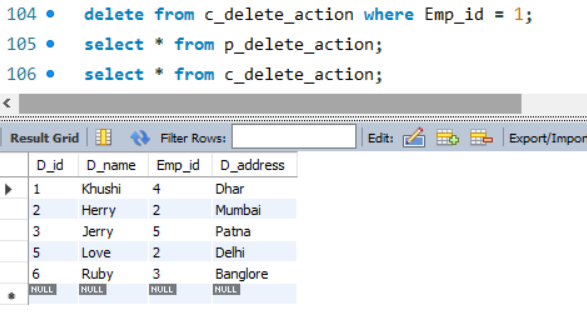 104 delete from c_delete_action where Emp_id = 1;
105 select * from p_delete_action;
106 select * from c_delete_action;
Result Grid Filter Rows: Edit: Export/Impor
D_id D_name Emp_id D_address
1 Khushi 4 Dhar
2 Herry 2 Mumbai
3 Jerry 5 Patna
5 Love 2 Delhi
6 Ruby 3 Banglore
NULL NULL NULL NULL